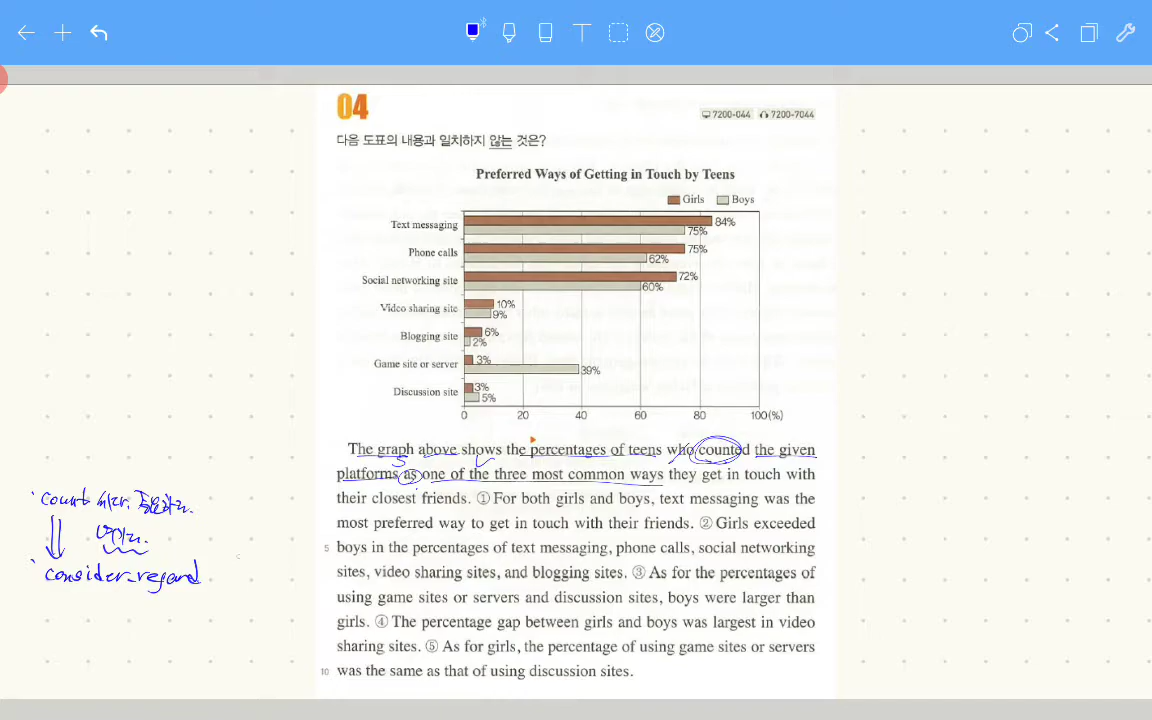 04
7200-044 7200-7044
다음 도표의 내용과 일치하지 않는 것은?
Preferred Ways of Getting in Touch by Teens
Girls Boys
Text messaging 84%
75%
Phone calls 75%
62%
Social networking site 72%
60%
Video sharing site 10%
9%
Blogging site 6%
2%
Game site or server 3%
39%
Discussion site 3%
5%
0 20 40 60 80 100(%)
The graph above shows the percentages of teens who counted the given
S V
platforms as one of the three most common ways they get in touch with
their closest friends. ① For both girls and boys, text messaging was the
most preferred way to get in touch with their friends. ② Girls exceeded
5 boys in the percentages of text messaging, phone calls, social networking
sites, video sharing sites, and blogging sites. ③ As for the percentages of
using game sites or servers and discussion sites, boys were larger than
girls. ④ The percentage gap between girls and boys was largest in video
sharing sites. ⑤ As for girls, the percentage of using game sites or servers
10 was the same as that of using discussion sites.
count
consider_regard